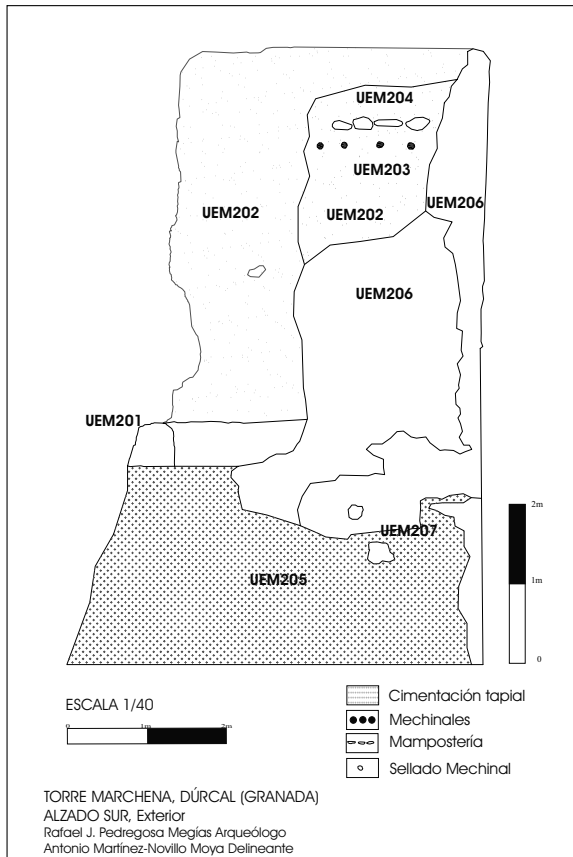 UEM204
UEM203
UEM202
UEM202
UEM206
UEM206
UEM201
UEM207
UEM205
2m
1m
0
ESCALA 1/40
0 1m 2m
Cimentación tapial
Mechinales
Mampostería
Sellado Mechinal
TORRE MARCHENA, DÚRCAL (GRANADA)
ALZADO SUR, Exterior
Rafael J. Pedregosa Megías Arqueólogo
Antonio Martínez-Novillo Moya Delineante